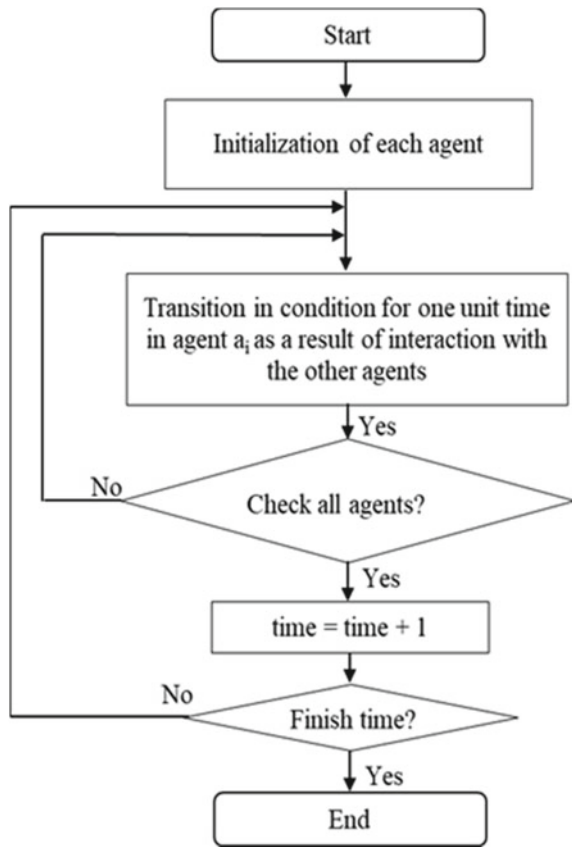 Start
Initialization of each agent
Transition in condition for one unit time
in agent aᵢ as a result of interaction with
the other agents
Yes
No
Check all agents?
Yes
time = time + 1
No
Finish time?
Yes
End